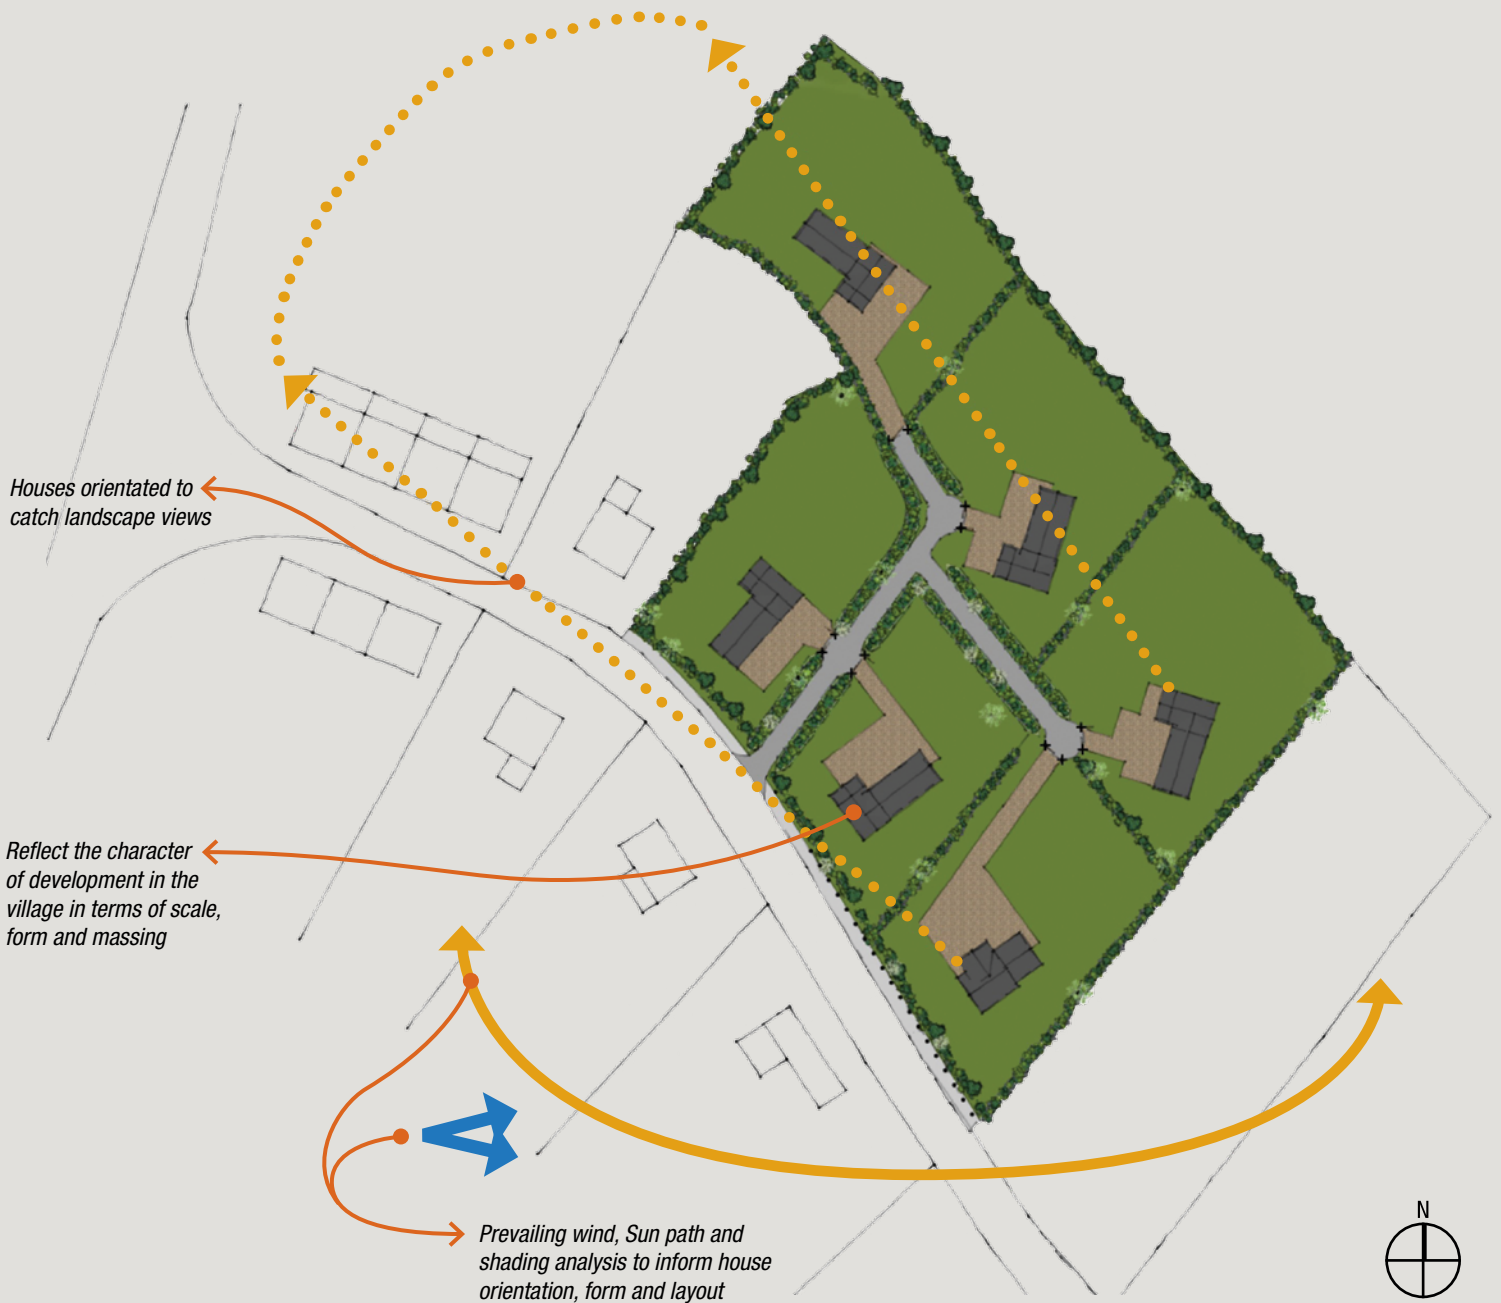 Houses orientated to
catch landscape views
Reflect the character
of development in the
village in terms of scale,
form and massing
Prevailing wind, Sun path and
shading analysis to inform house
orientation, form and layout
N